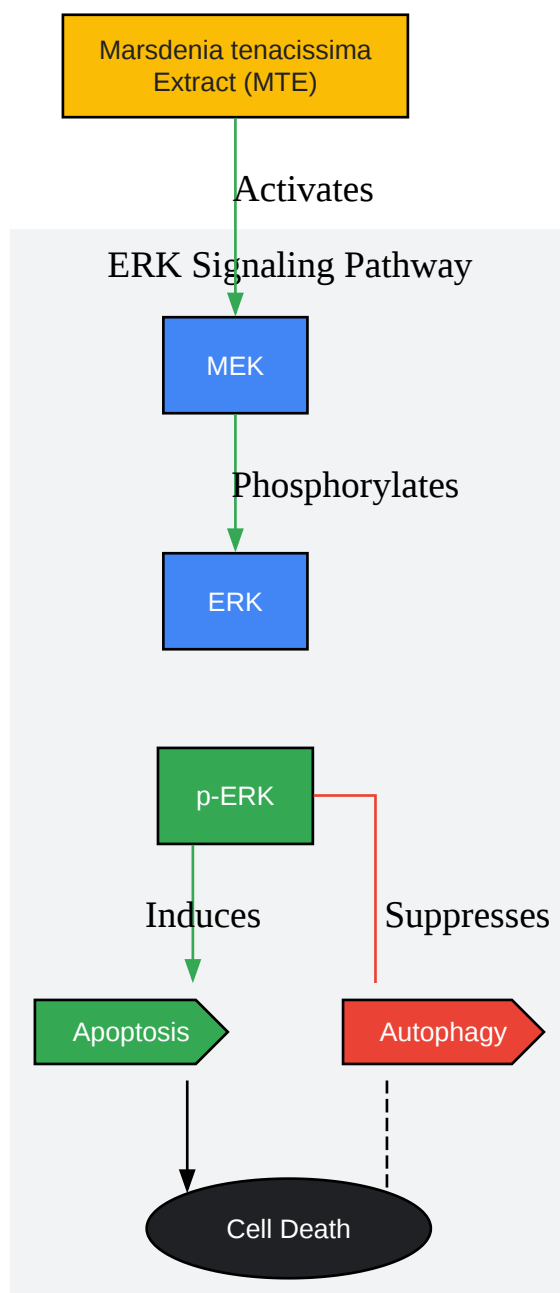 Marsdenia tenacissima
Extract (MTE)
Activates
ERK Signaling Pathway
MEK
Phosphorylates
ERK
p-ERK
Induces
Suppresses
Apoptosis
Autophagy
Cell Death